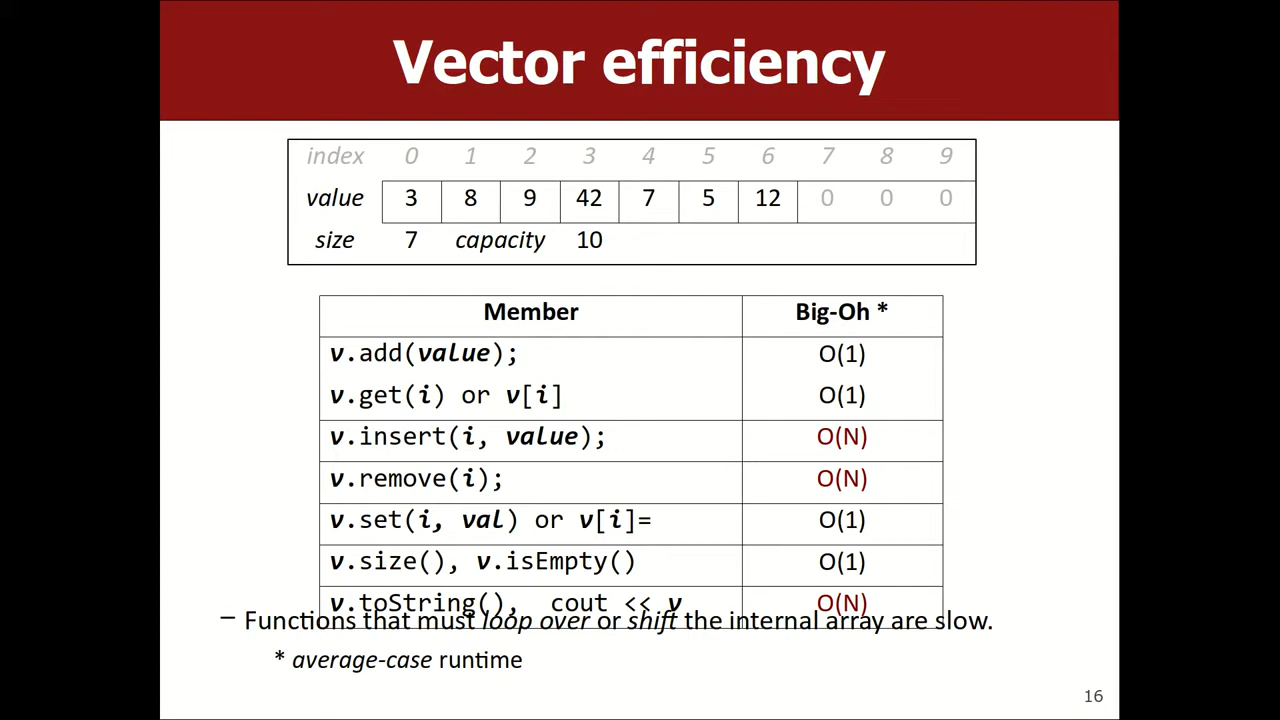 Vector efficiency
index 0 1 2 3 4 5 6 7 8 9
value 3 8 9 42 7 5 12 0 0 0
size 7 capacity 10
Member Big-Oh *
v.add(value); O(1)
v.get(i) or v[i] O(1)
v.insert(i, value); O(N)
v.remove(i); O(N)
v.set(i, val) or v[i]= O(1)
v.size(), v.isEmpty() O(1)
v.toString(), cout << v O(N)
– Functions that must loop over or shift the internal array are slow.
* average-case runtime
16